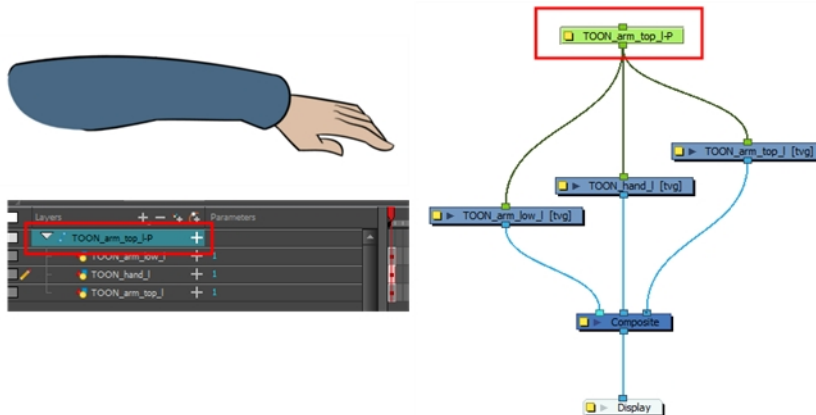 TOON_arm_top_l-P
TOON_arm_top_l [tvg]
TOON_hand_l [tvg]
TOON_arm_low_l [tvg]
Composite
Display
Layers Parameters
TOON_arm_top_l-P
TOON_arm_low_l 1
TOON_hand_l 1
TOON_arm_top_l 1